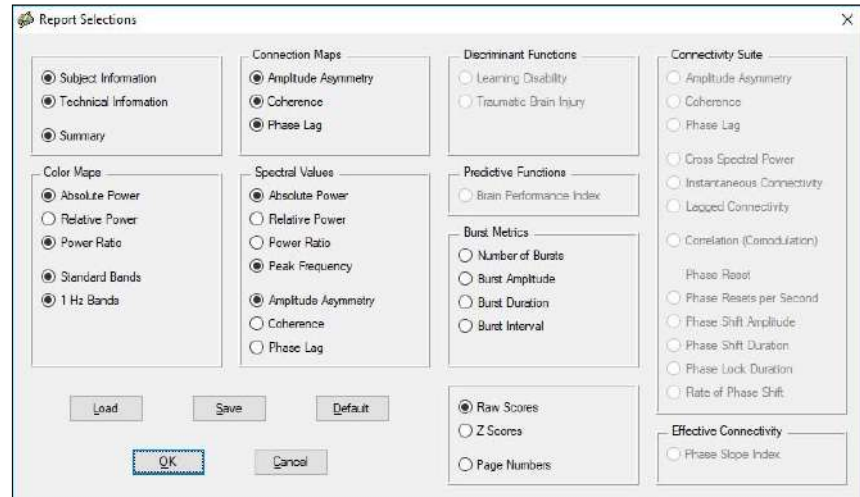 Report Selections
Subject Information
Technical Information
Summary
Connection Maps
Amplitude Asymmetry
Coherence
Phase Lag
Discriminant Functions
Learning Disability
Traumatic Brain Injury
Connectivity Suite
Amplitude Asymmetry
Coherence
Phase Lag
Cross Spectral Power
Instantaneous Connectivity
Lagged Connectivity
Correlation (Comodulation)
Phase Reset
Phase Resets per Second
Phase Shift Amplitude
Phase Shift Duration
Phase Lock Duration
Rate of Phase Shift
Color Maps
Absolute Power
Relative Power
Power Ratio
Standard Bands
1 Hz Bands
Spectral Values
Absolute Power
Relative Power
Power Ratio
Peak Frequency
Amplitude Asymmetry
Coherence
Phase Lag
Predictive Functions
Brain Performance Index
Burst Metrics
Number of Bursts
Burst Amplitude
Burst Duration
Burst Interval
Load
Save
Default
OK
Cancel
Raw Scores
Z Scores
Page Numbers
Effective Connectivity
Phase Slope Index